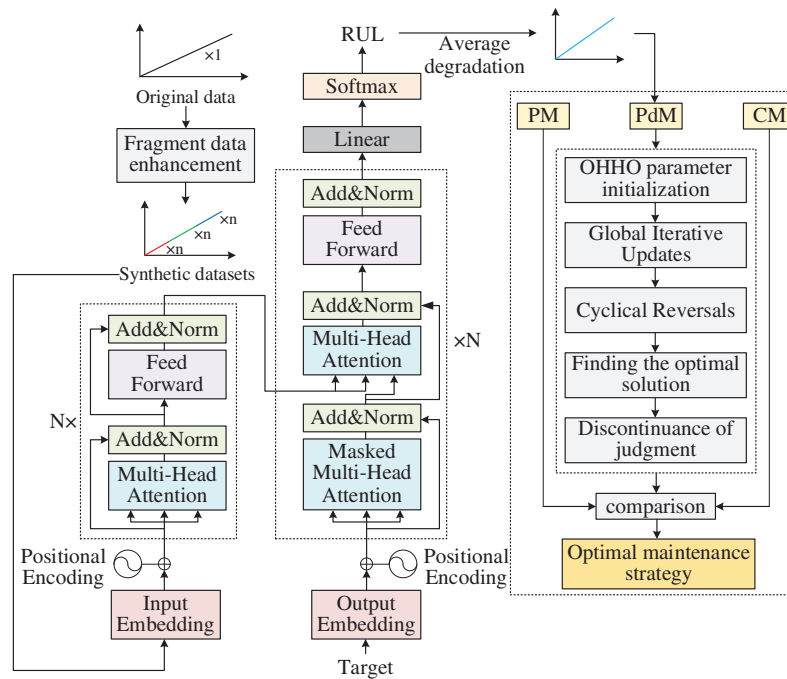 ×1
Original data
Fragment data
enhancement
×n
×n
×n
Synthetic datasets
Add&Norm
Feed
Forward
N×
Add&Norm
Multi-Head
Attention
Positional
Encoding
Input
Embedding
RUL
Average
degradation
Softmax
Linear
Add&Norm
Feed
Forward
Add&Norm
Multi-Head
Attention
×N
Add&Norm
Masked
Multi-Head
Attention
Positional
Encoding
Output
Embedding
Target
PM
PdM
CM
OHHO parameter
initialization
Global Iterative
Updates
Cyclical Reversals
Finding the optimal
solution
Discontinuance of
judgment
comparison
Optimal maintenance
strategy